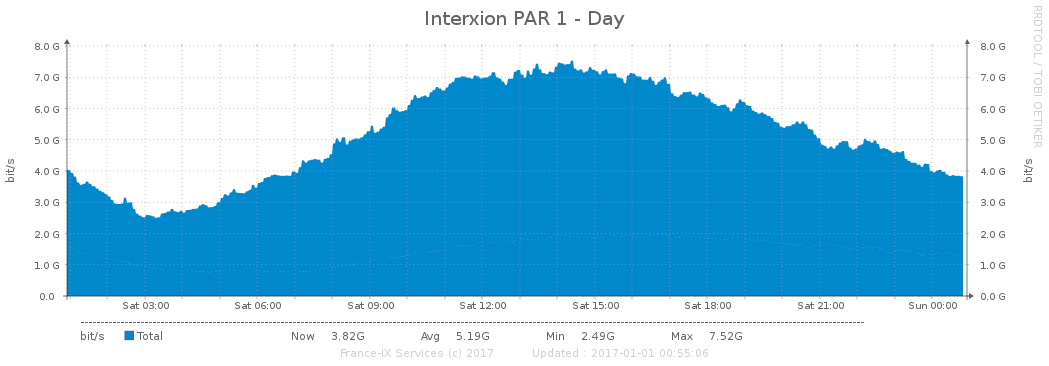 Interxion PAR 1 - Day
RRDTOOL / TOBI OETIKER
bit/s
8.0 G 8.0 G
7.0 G 7.0 G
6.0 G 6.0 G
5.0 G 5.0 G
4.0 G 4.0 G
3.0 G 3.0 G
2.0 G 2.0 G
1.0 G 1.0 G
0.0 0.0 G
bit/s
Sat 03:00 Sat 06:00 Sat 09:00 Sat 12:00 Sat 15:00 Sat 18:00 Sat 21:00 Sun 00:00
bit/s Total Now 3.82G Avg 5.19G Min 2.49G Max 7.52G
France-IX Services (c) 2017 Updated : 2017-01-01 00:55:06